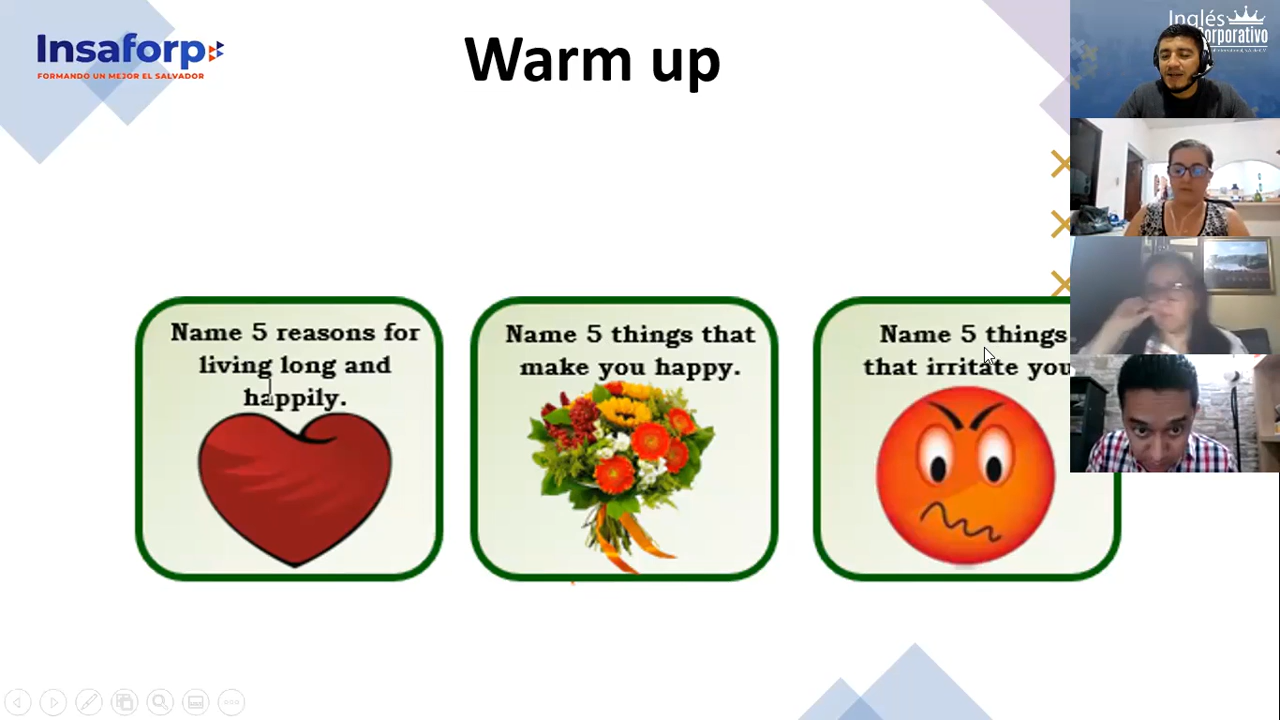 Insaforp
FORMANDO UN MEJOR EL SALVADOR
Warm up
Inglés
Corporativo
Name 5 reasons for
living long and
happily.
Name 5 things that
make you happy.
Name 5 things
that irritate you